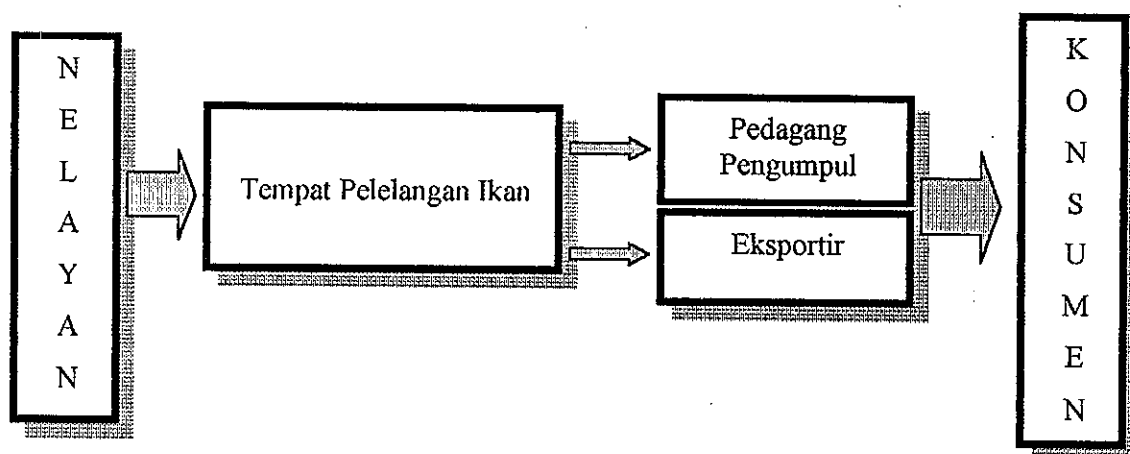 NELAYAN
Tempat Pelelangan Ikan
Pedagang
Pengumpul
Eksportir
KONSUMEN